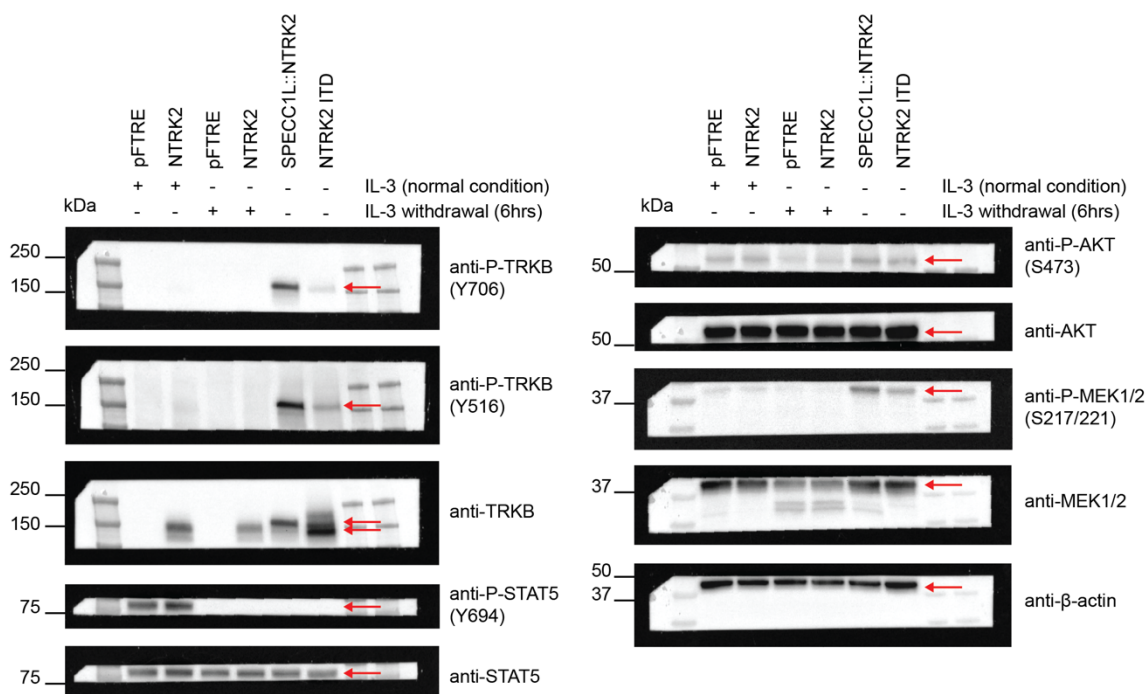 pFTRE
NTRK2
pFTRE
NTRK2
SPECC1L::NTRK2
NTRK2 ITD
+ + - - - - IL-3 (normal condition)
kDa - - + + - - IL-3 withdrawal (6hrs)
250
150
anti-P-TRKB
(Y706)
250
150
anti-P-TRKB
(Y516)
250
150
anti-TRKB
75
anti-P-STAT5
(Y694)
75
anti-STAT5
pFTRE
NTRK2
pFTRE
NTRK2
SPECC1L::NTRK2
NTRK2 ITD
+ + - - - - IL-3 (normal condition)
kDa - - + + - - IL-3 withdrawal (6hrs)
50
anti-P-AKT
(S473)
50
anti-AKT
37
anti-P-MEK1/2
(S217/221)
37
anti-MEK1/2
50
37
anti-β-actin